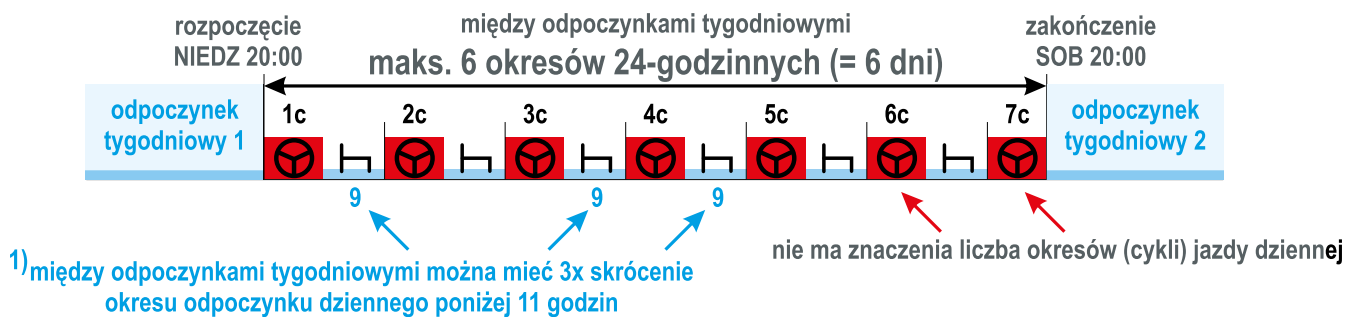 rozpoczęcie
NIEDZ 20:00
między odpoczynkami tygodniowymi
maks. 6 okresów 24-godzinnych (= 6 dni)
zakończenie
SOB 20:00
odpoczynek
tygodniowy 1
1c 2c 3c 4c 5c 6c 7c
odpoczynek
tygodniowy 2
9 9 9
1) między odpoczynkami tygodniowymi można mieć 3x skrócenie
okresu odpoczynku dziennego poniżej 11 godzin
nie ma znaczenia liczba okresów (cykli) jazdy dziennej